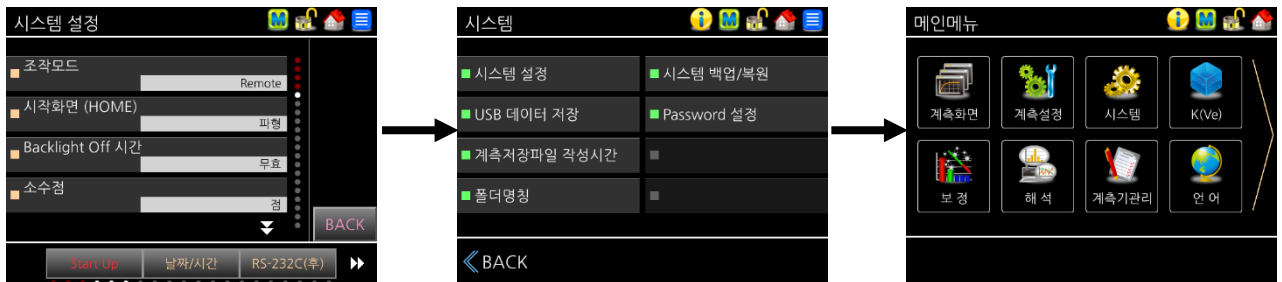 시스템 설정
M
조작모드
Remote
시작화면 (HOME)
파형
Backlight Off 시간
무효
소수점
점
BACK
Start Up
날짜/시간
RS-232C(후)
시스템
i M
시스템 설정
시스템 백업/복원
USB 데이터 저장
Password 설정
계측저장파일 작성시간
폴더명칭
BACK
메인메뉴
i M
계측화면
계측설정
시스템
K(Ve)
보 정
해 석
계측기관리
언 어